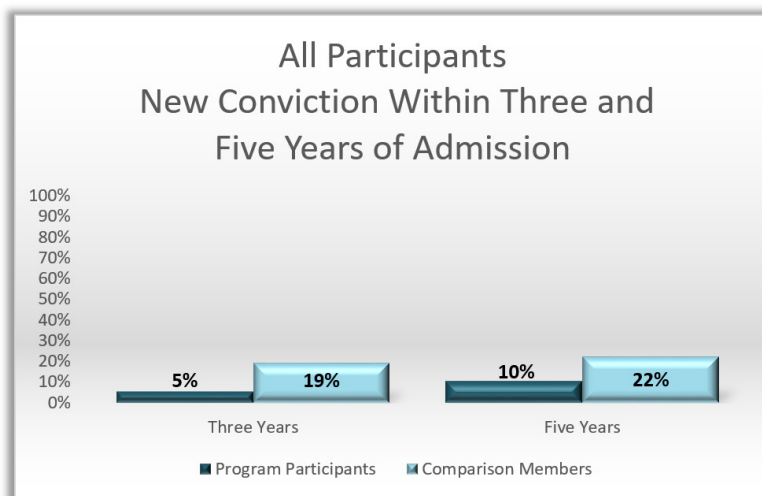 All Participants
New Conviction Within Three and
Five Years of Admission
100%
90%
80%
70%
60%
50%
40%
30%
20%
10%
0%
5%
19%
10%
22%
Three Years
Five Years
Program Participants
Comparison Members